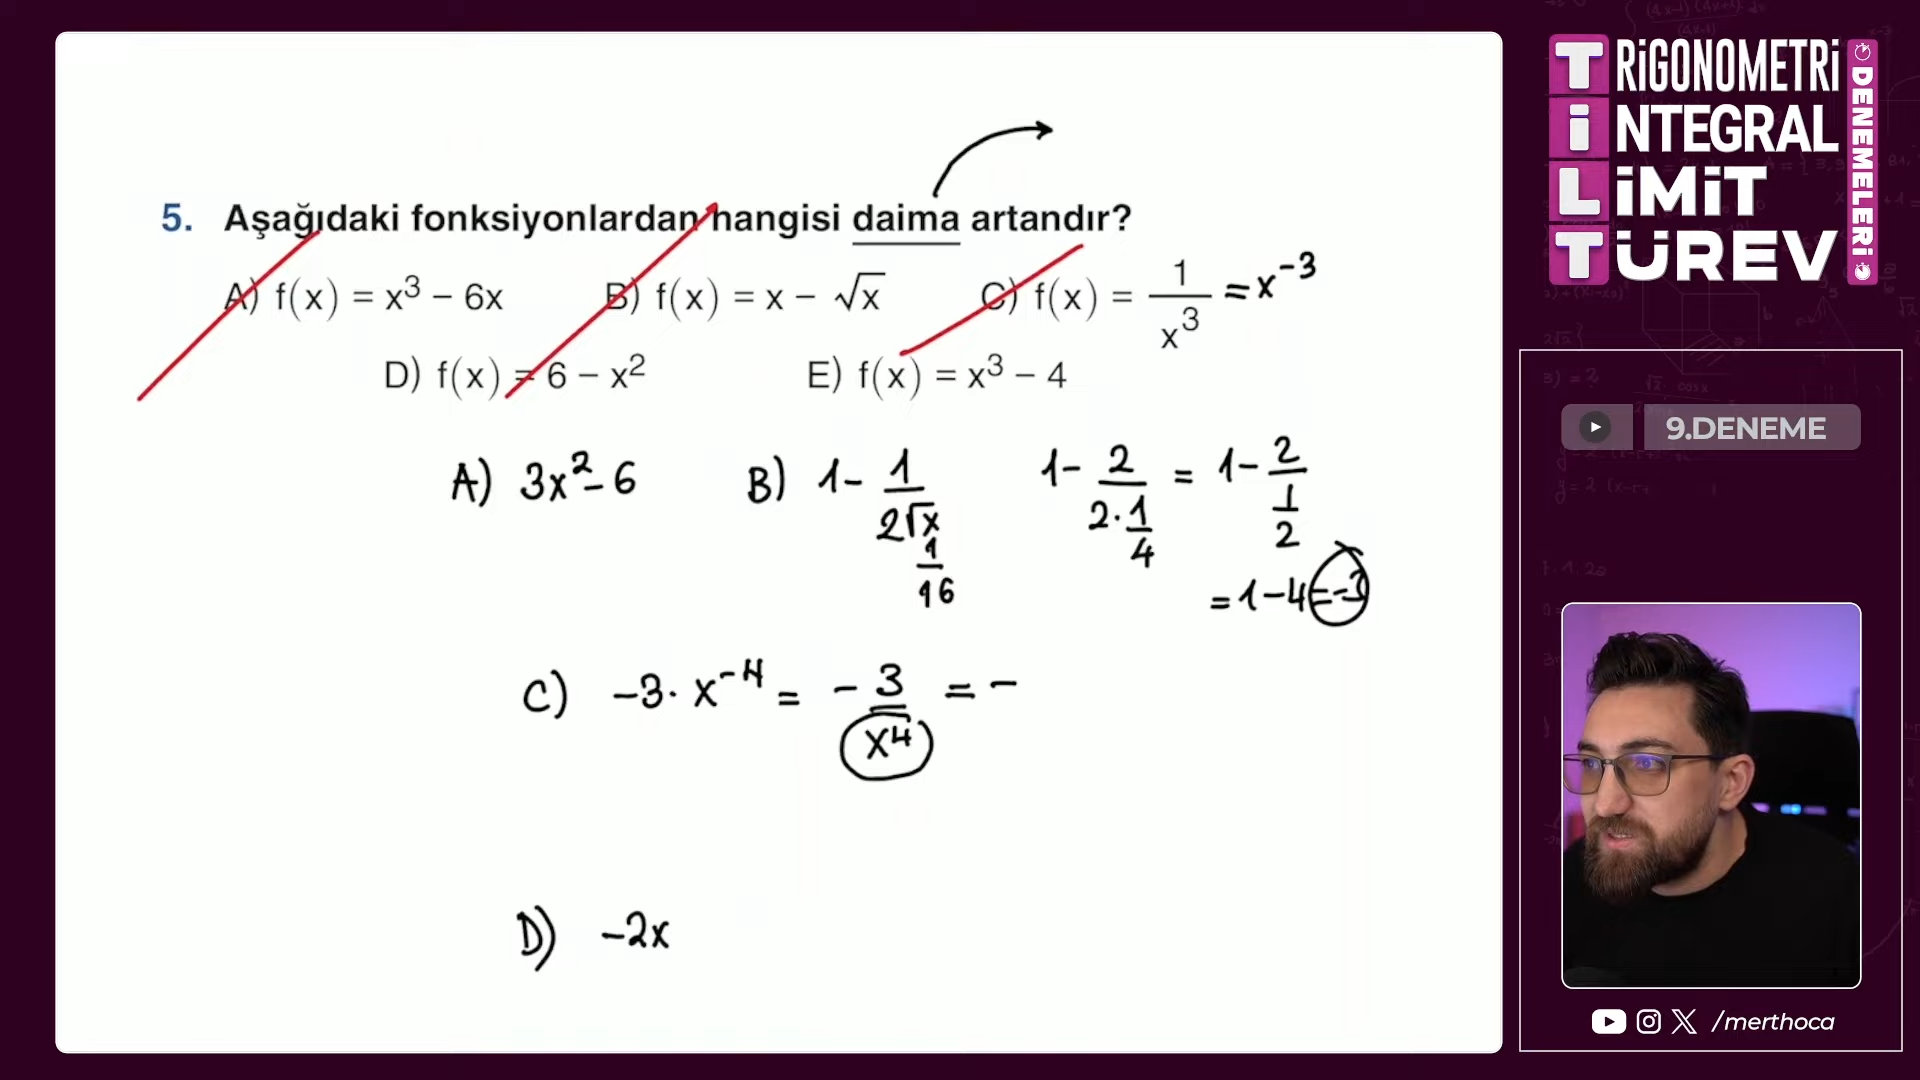 5. Aşağıdaki fonksiyonlardan hangisi daima artandır?
A) f(x) = x³ − 6x B) f(x) = x − √x C) f(x) = 1/x³ = x⁻³
D) f(x) = 6 − x² E) f(x) = x³ − 4
A) 3x² − 6 B) 1 − 1/(2√x) 1 − 2/(2·1/4) = 1 − 2/(1/2)
1/16
= 1 − 4 = −3
C) −3·x⁻⁴ = −3/x⁴ = −
D) −2x
TRİGONOMETRİ
İNTEGRAL
LİMİT
TÜREV
DENEMELERİ
9.DENEME
/merthoca